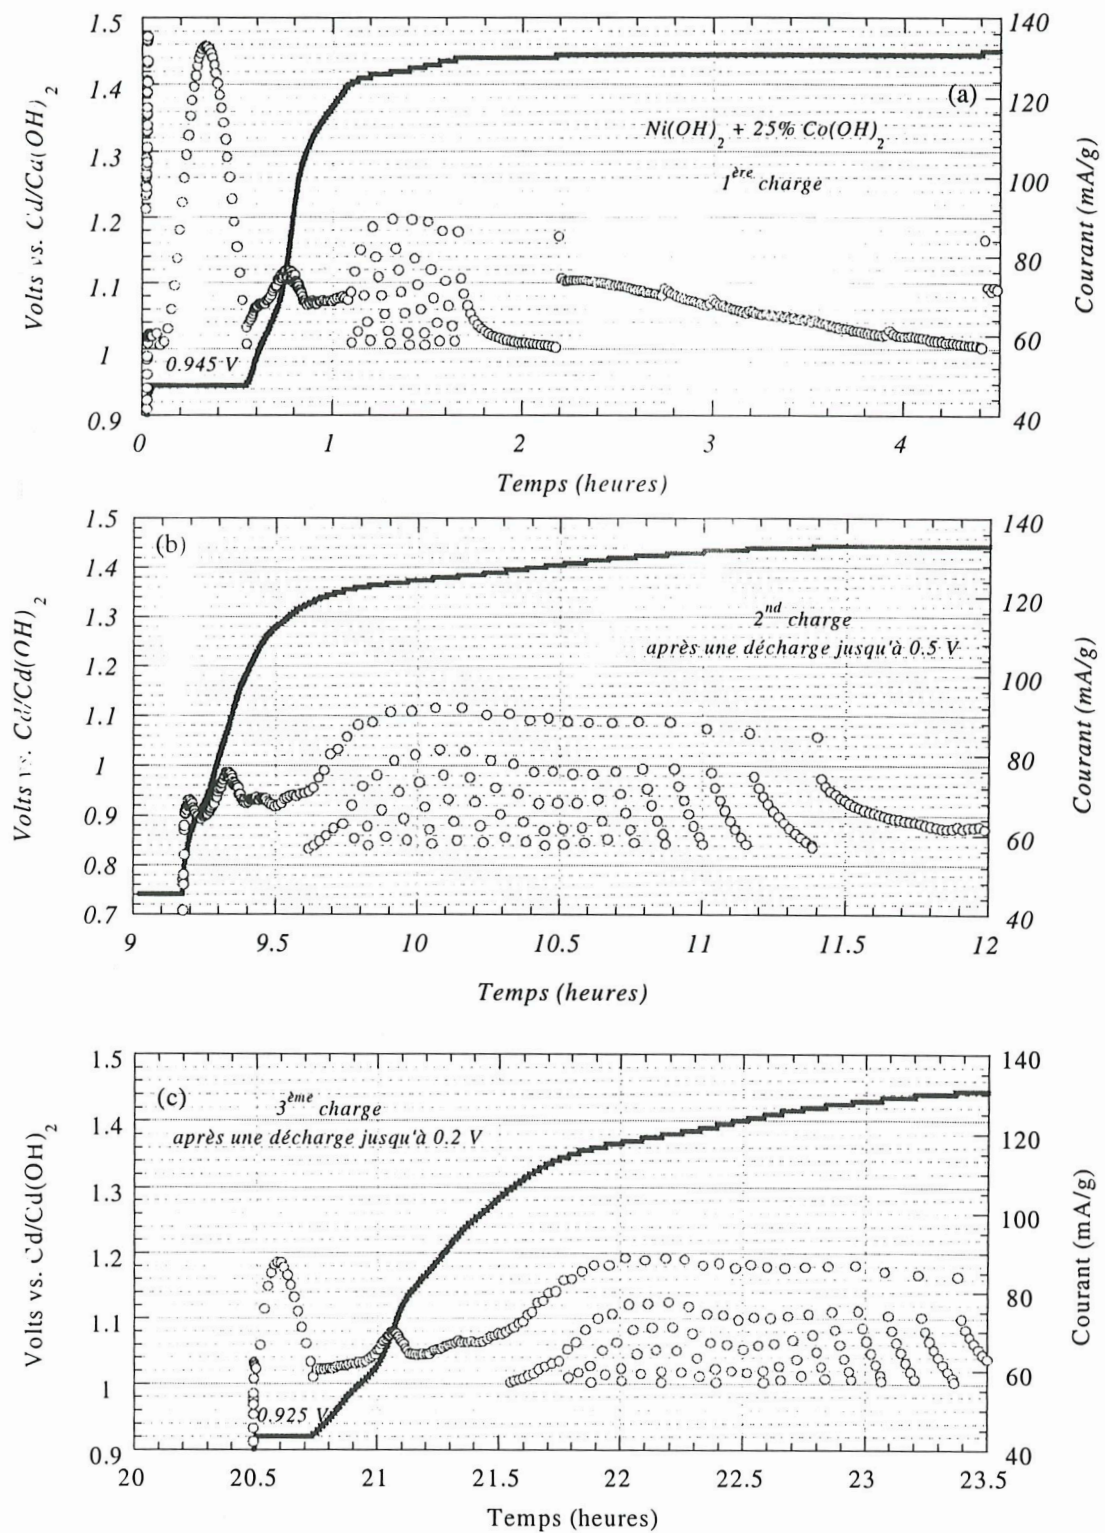 1.5
1.4
1.3
1.2
1.1
1
0.9
Volts vs. Cd/Cd(OH)2
140
120
100
80
60
40
Courant (mA/g)
(a)
Ni(OH)2 + 25% Co(OH)2
1ère charge
0.945 V
0 1 2 3 4
Temps (heures)
1.5
1.4
1.3
1.2
1.1
1
0.9
0.8
0.7
Volts vs. Cd/Cd(OH)2
140
120
100
80
60
40
Courant (mA/g)
(b)
2nd charge
après une décharge jusqu'à 0.5 V
9 9.5 10 10.5 11 11.5 12
Temps (heures)
1.5
1.4
1.3
1.2
1.1
1
0.9
Volts vs. Cd/Cd(OH)2
140
120
100
80
60
40
Courant (mA/g)
(c)
3ème charge
après une décharge jusqu'à 0.2 V
0.925 V
20 20.5 21 21.5 22 22.5 23 23.5
Temps (heures)